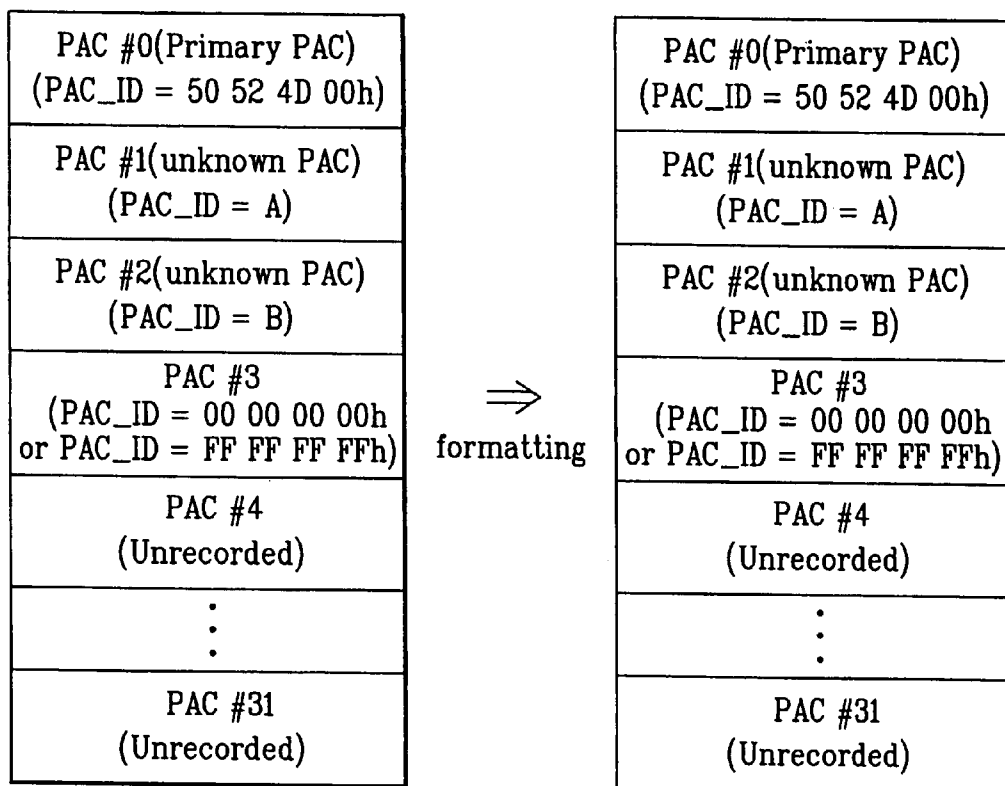 PAC #0(Primary PAC)
(PAC_ID = 50 52 4D 00h)
PAC #1(unknown PAC)
(PAC_ID = A)
PAC #2(unknown PAC)
(PAC_ID = B)
PAC #3
(PAC_ID = 00 00 00 00h
or PAC_ID = FF FF FF FFh)
PAC #4
(Unrecorded)
PAC #31
(Unrecorded)
⇒
formatting
PAC #0(Primary PAC)
(PAC_ID = 50 52 4D 00h)
PAC #1(unknown PAC)
(PAC_ID = A)
PAC #2(unknown PAC)
(PAC_ID = B)
PAC #3
(PAC_ID = 00 00 00 00h
or PAC_ID = FF FF FF FFh)
PAC #4
(Unrecorded)
PAC #31
(Unrecorded)